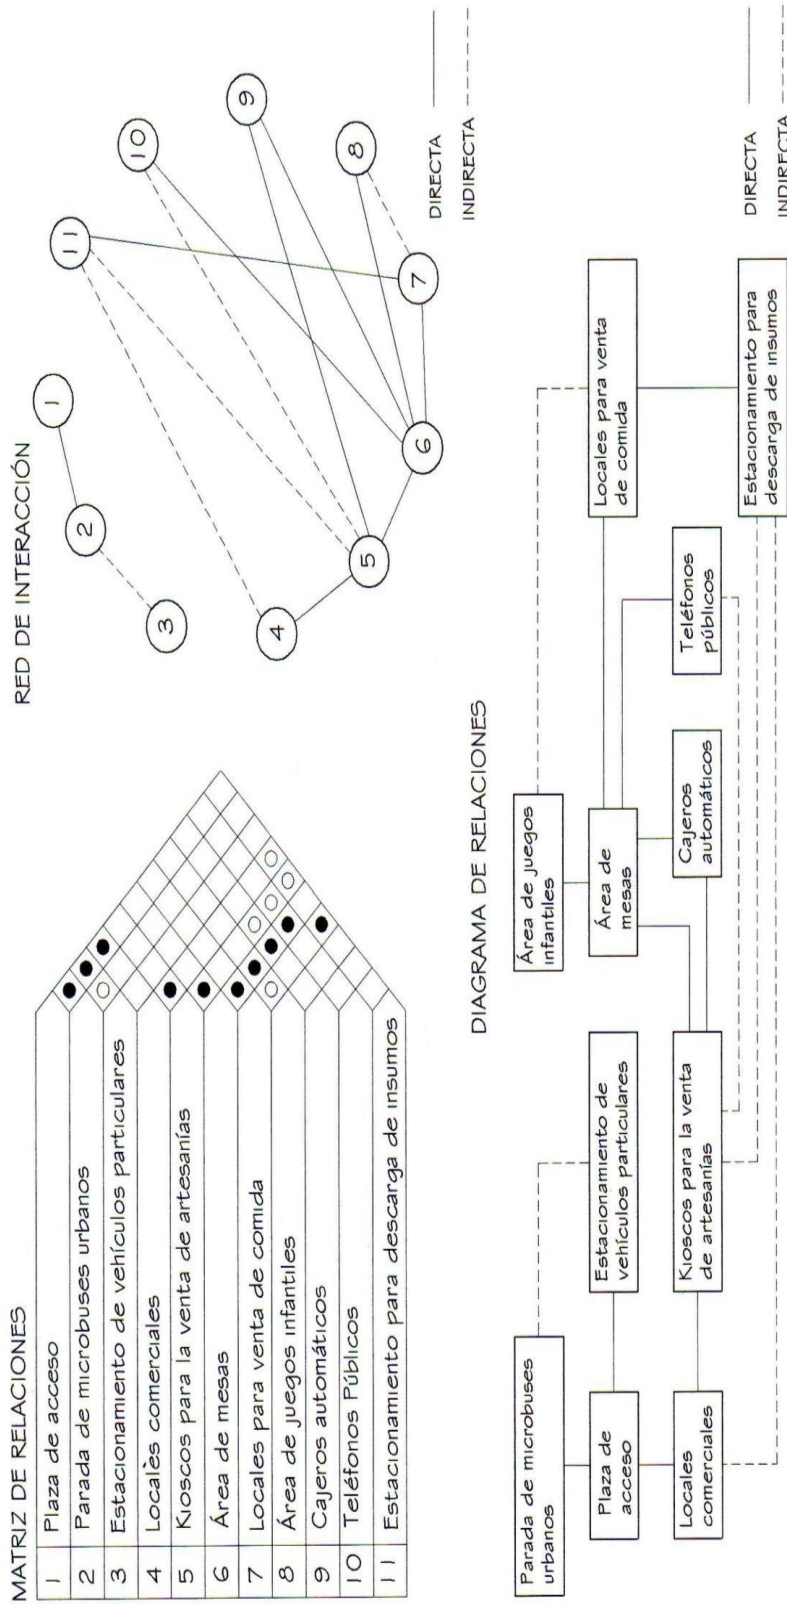 MATRIZ DE RELACIONES
1 Plaza de acceso
2 Parada de microbuses urbanos
3 Estacionamiento de vehículos particulares
4 Localès comerciales
5 Kioscos para la venta de artesanías
6 Área de mesas
7 Locales para venta de comida
8 Área de juegos infantiles
9 Cajeros automáticos
10 Teléfonos Públicos
11 Estacionamiento para descarga de insumos
RED DE INTERACCIÓN
1
2
3
4
5
6
7
8
9
10
11
DIRECTA
INDIRECTA
DIAGRAMA DE RELACIONES
Parada de microbuses
urbanos
Plaza de
acceso
Locales
comerciales
Estacionamiento de
vehículos particulares
Kioscos para la venta
de artesanías
Área de juegos
infantiles
Área de
mesas
Cajeros
automáticos
Teléfonos
públicos
Locales para venta
de comida
Estacionamiento para
descarga de insumos
DIRECTA
INDIRECTA